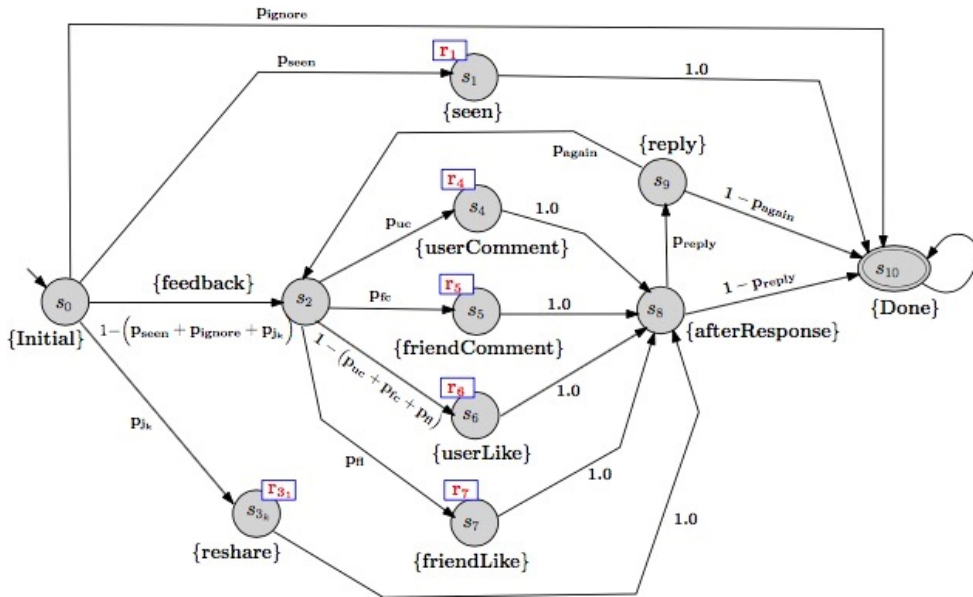 p_ignore
r_1
p_seen
s_1
1.0
{seen}
{reply}
p_again
s_9
r_4
1 − p_again
p_uc
s_4
1.0
{userComment}
p_reply
{feedback}
s_0
s_2
p_fc
r_5
s_5
1.0
s_8
1 − p_reply
s_10
{Done}
{Initial}
1−(p_seen + p_ignore + p_jk)
{friendComment}
{afterResponse}
1 − (p_uc + p_fc + p_fl)
r_6
s_6
1.0
{userLike}
p_jk
p_fl
r_3_1
s_3_k
{reshare}
r_7
s_7
1.0
{friendLike}
1.0